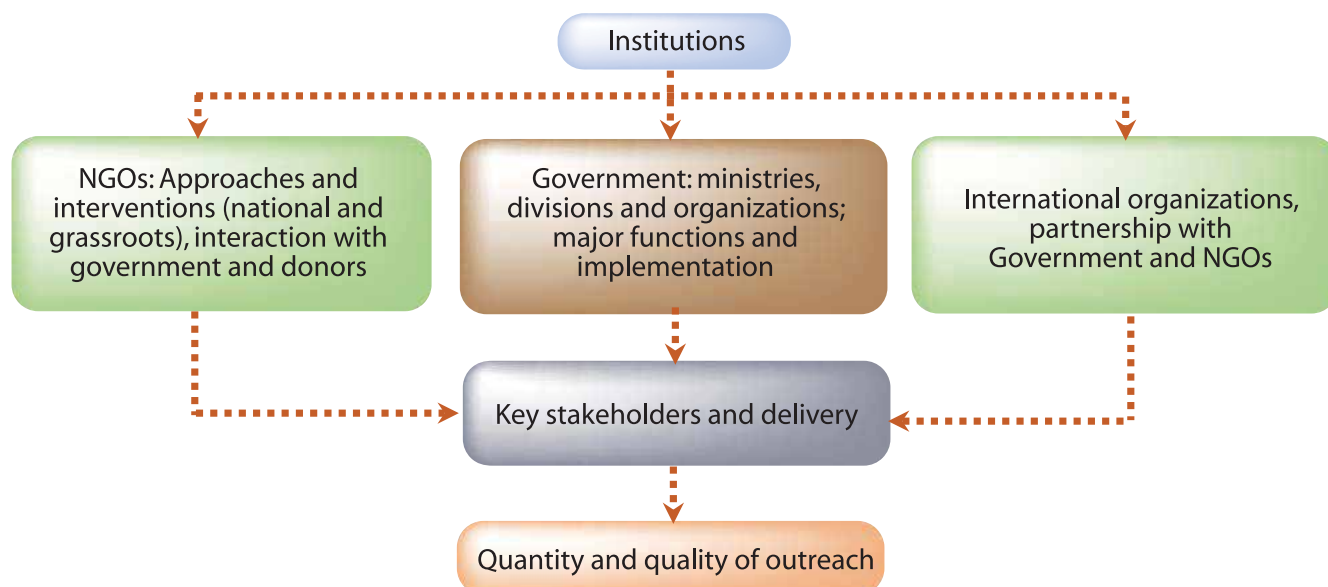 Institutions
NGOs: Approaches and
interventions (national and
grassroots), interaction with
government and donors
Government: ministries,
divisions and organizations;
major functions and
implementation
International organizations,
partnership with
Government and NGOs
Key stakeholders and delivery
Quantity and quality of outreach